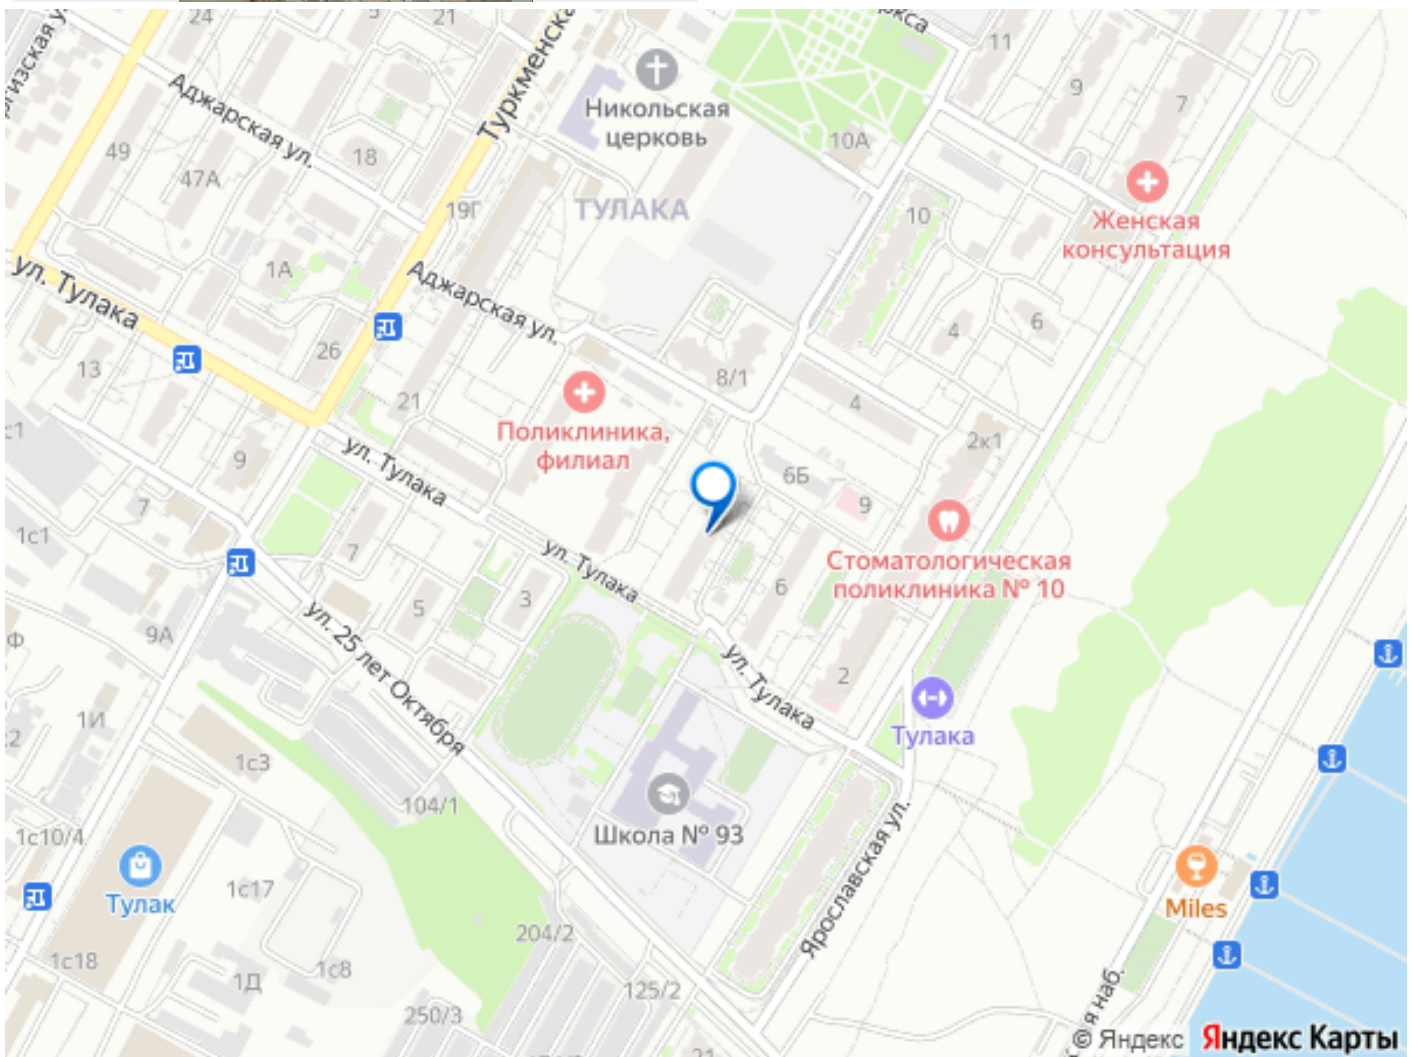 24
5
21
11
Аджарская ул.
Туркменска
Никольская
церковь
10А
9
7
49
47А
18
19Г
ТУЛАКА
10
Женская
консультация
ул. Тулака
1А
Аджарская ул.
4
6
26
13
8/1
21
4
Поликлиника,
филиал
2к1
ул. Тулака
9
6Б
9
7
1с1
7
ул. Тулака
Стоматологическая
поликлиника № 10
6
3
5
9А
ул. 25 лет Октября
ул. Тулака
2
Тулака
1И
1с3
104/1
Школа № 93
1с10/4
Ярославская ул.
Тулак
1с17
Miles
204/2
1с18
1Д
1с8
125/2
250/3
21
я наб.
© Яндекс
Яндекс Карты